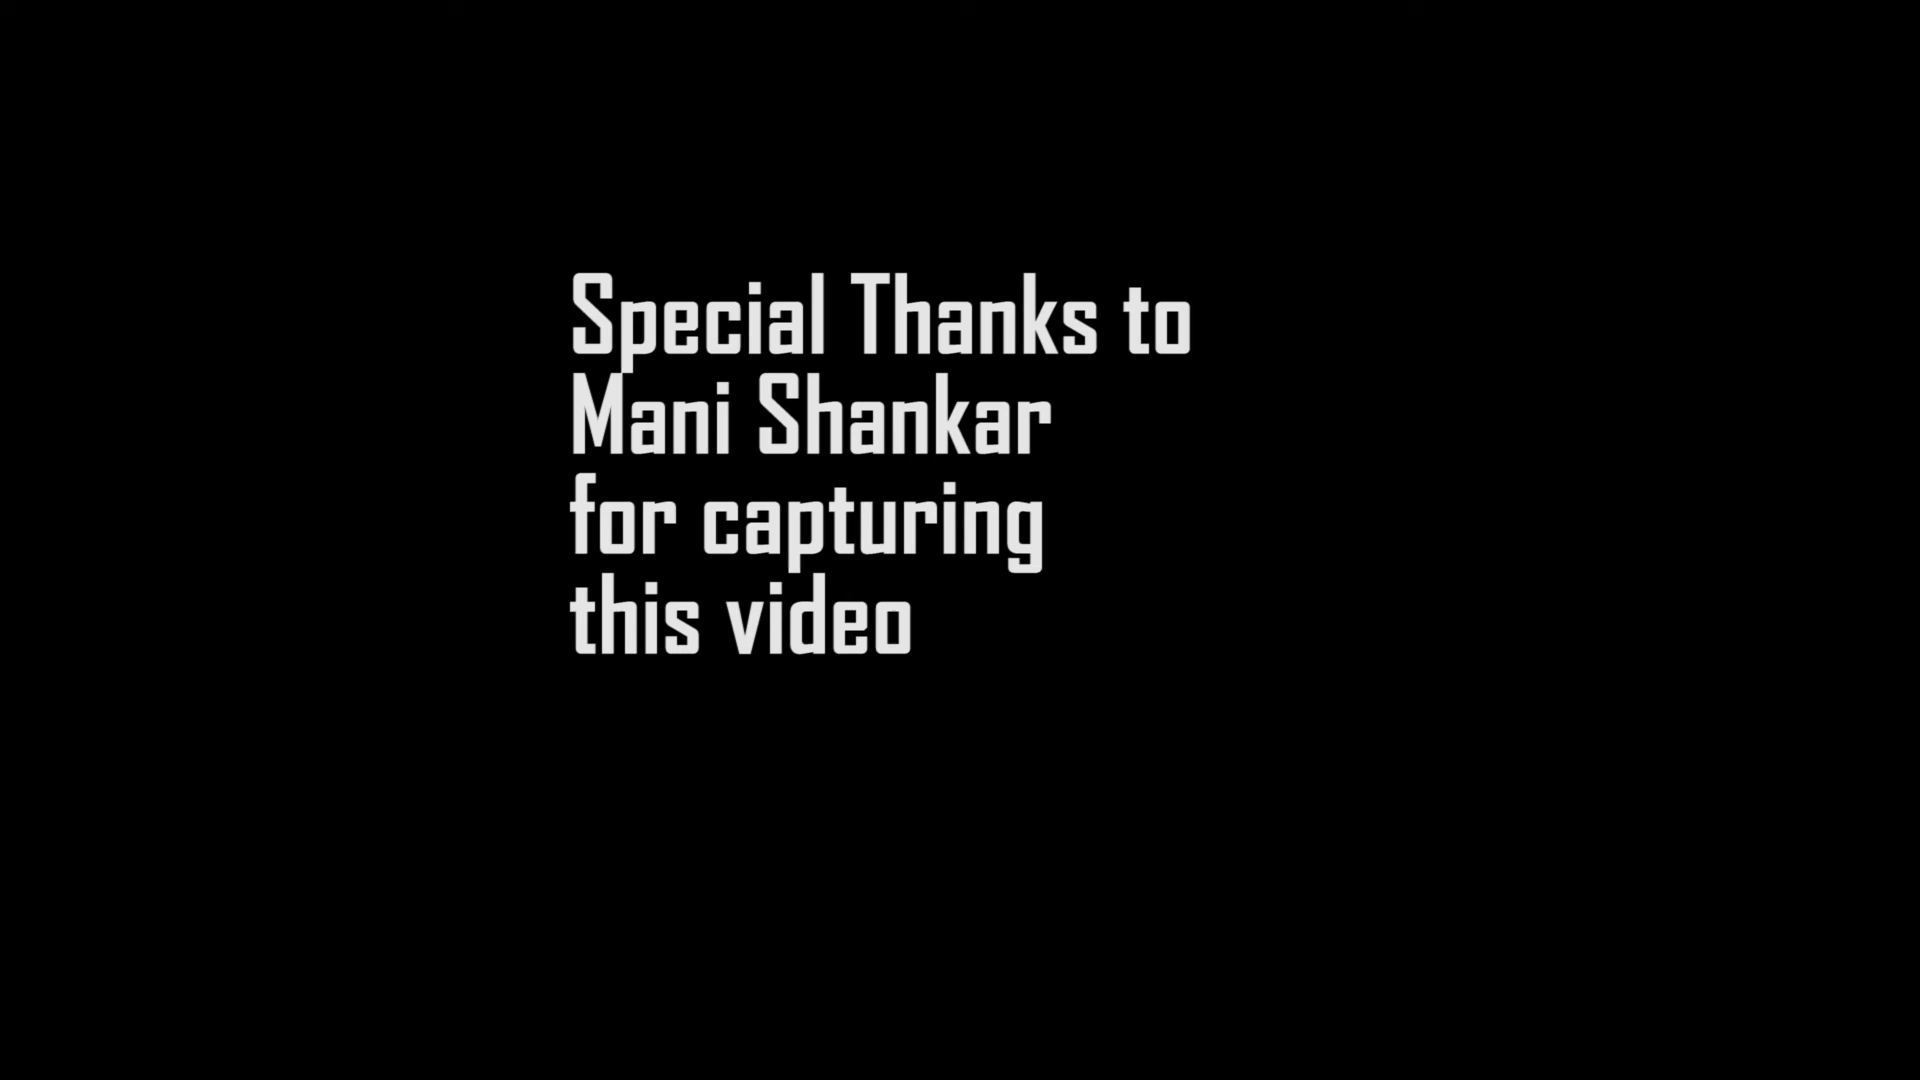 Special Thanks to
Mani Shankar
for capturing
this video